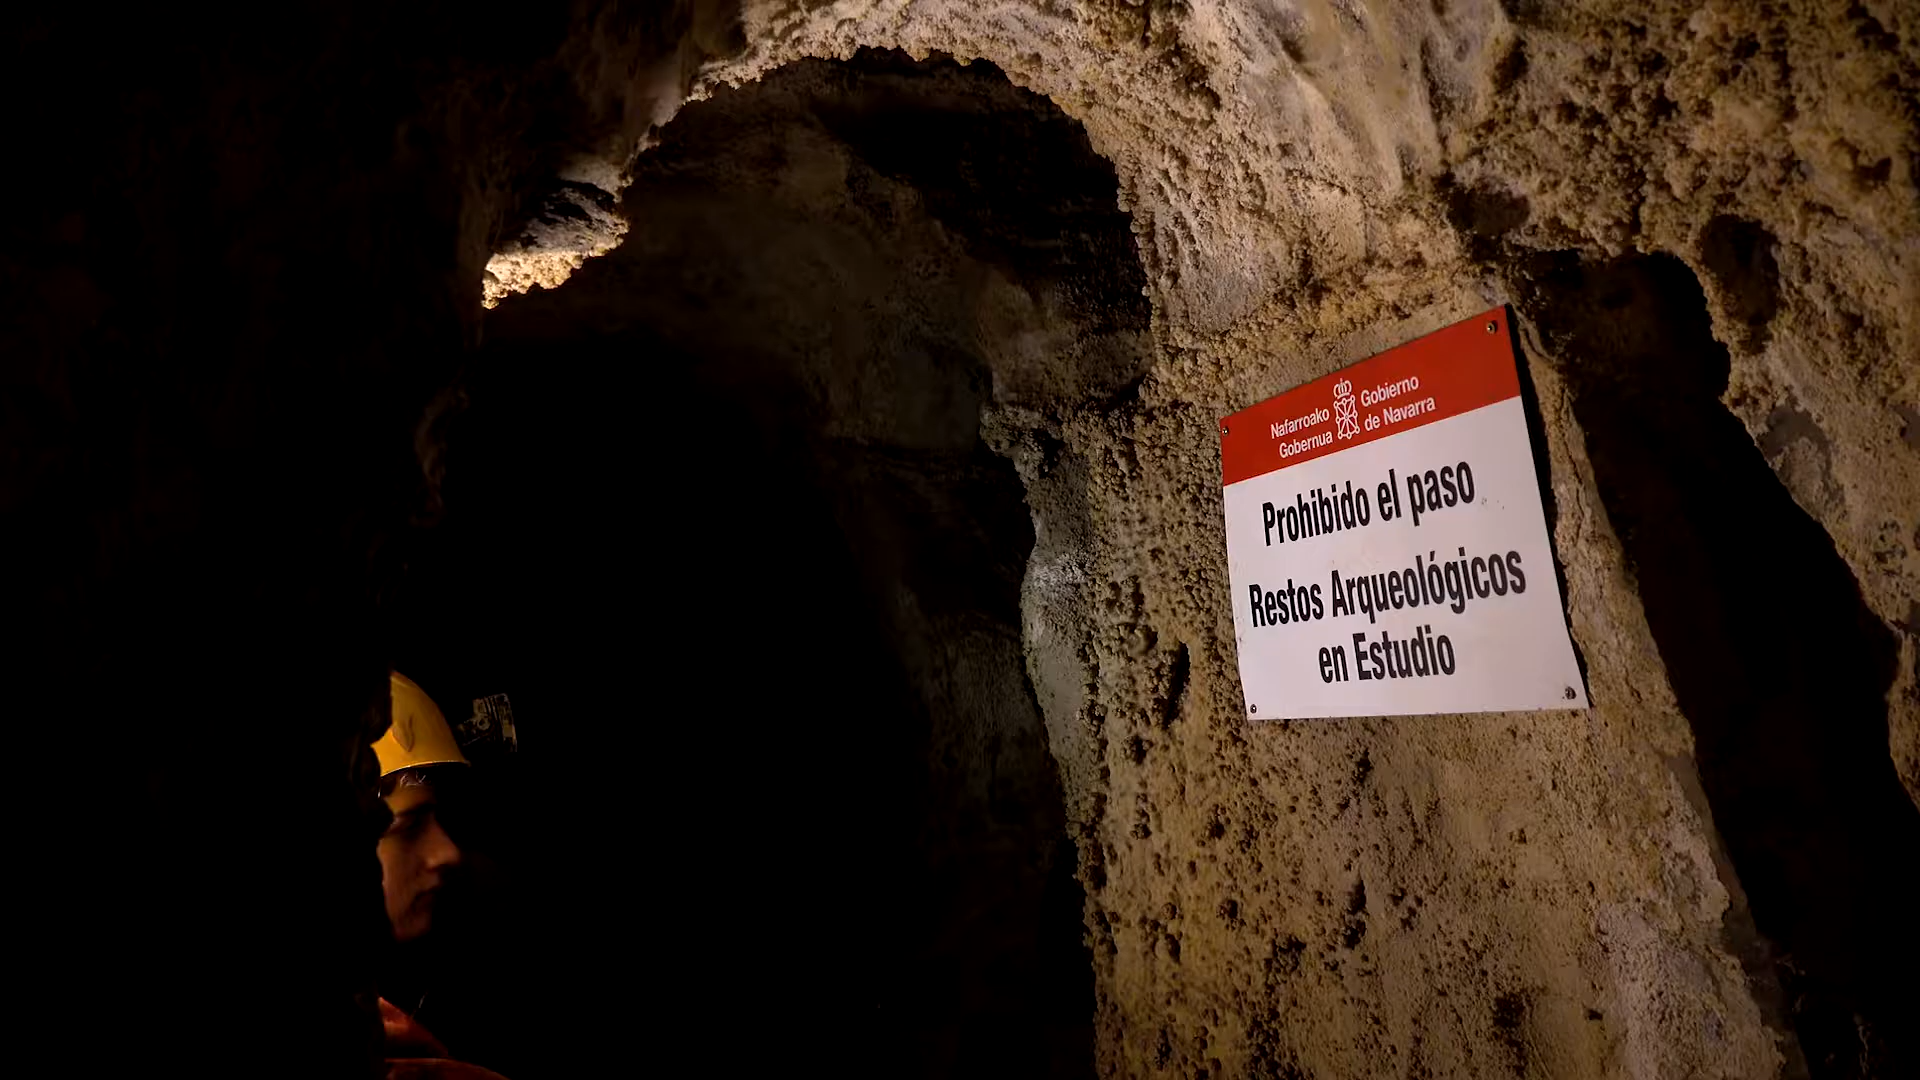 Nafarroako
Gobernua
Gobierno
de Navarra
Prohibido el paso
Restos Arqueológicos
en Estudio